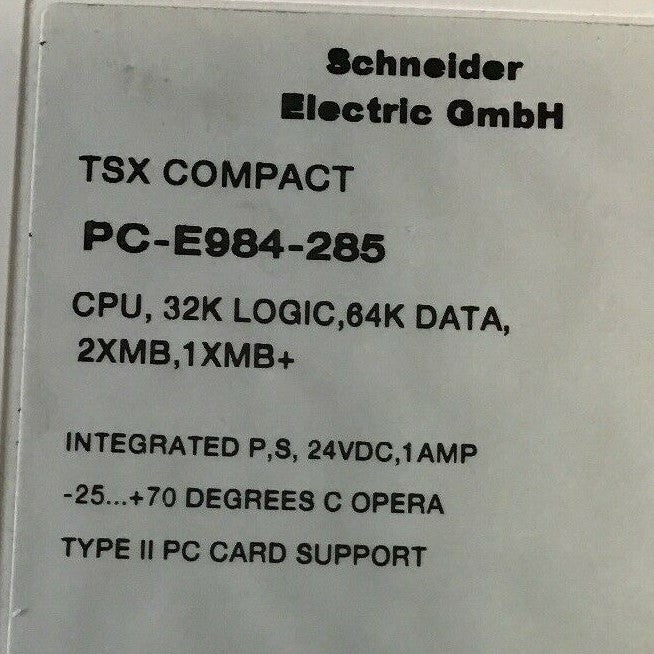 Schneider
Electric GmbH
TSX COMPACT
PC-E984-285
CPU, 32K LOGIC,64K DATA,
2XMB,1XMB+
INTEGRATED P,S, 24VDC,1AMP
-25...+70 DEGREES C OPERA
TYPE II PC CARD SUPPORT